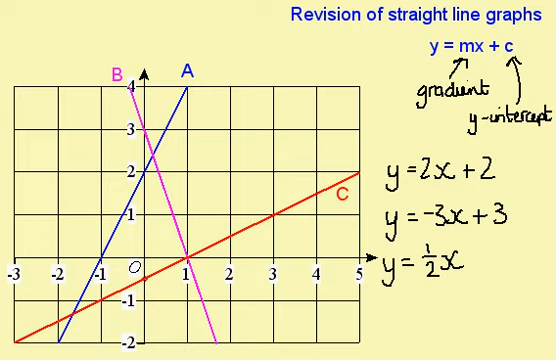 Revision of straight line graphs
y = mx + c
gradient
y-intercept
B
A
4
3
2
1
O
-3
-2
-1
1
2
3
4
5
-1
-2
C
y = 2x + 2
y = -3x + 3
y = 1/2 x